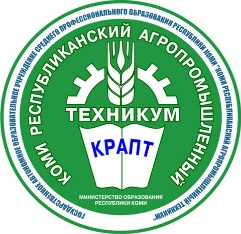 ГОСУДАРСТВЕННОЕ АВТОНОМНОЕ ОБРАЗОВАТЕЛЬНОЕ УЧРЕЖДЕНИЕ СРЕДНЕГО ПРОФЕССИОНАЛЬНОГО ОБРАЗОВАНИЯ РЕСПУБЛИКИ КОМИ "КОМИ РЕСПУБЛИКАНСКИЙ АГРОПРОМЫШЛЕННЫЙ ТЕХНИКУМ"
КОМИ РЕСПУБЛИКАНСКИЙ АГРОПРОМЫШЛЕННЫЙ
ТЕХНИКУМ
КРАПТ
МИНИСТЕРСТВО ОБРАЗОВАНИЯ
РЕСПУБЛИКИ КОМИ